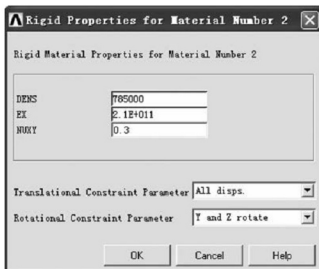 Rigid Properties for Material Number 2
Rigid Material Properties for Material Number 2
DENS 785000
EX 2.1E+011
NUXY 0.3
Translational Constraint Parameter All disps.
Rotational Constraint Parameter Y and Z rotate
OK Cancel Help